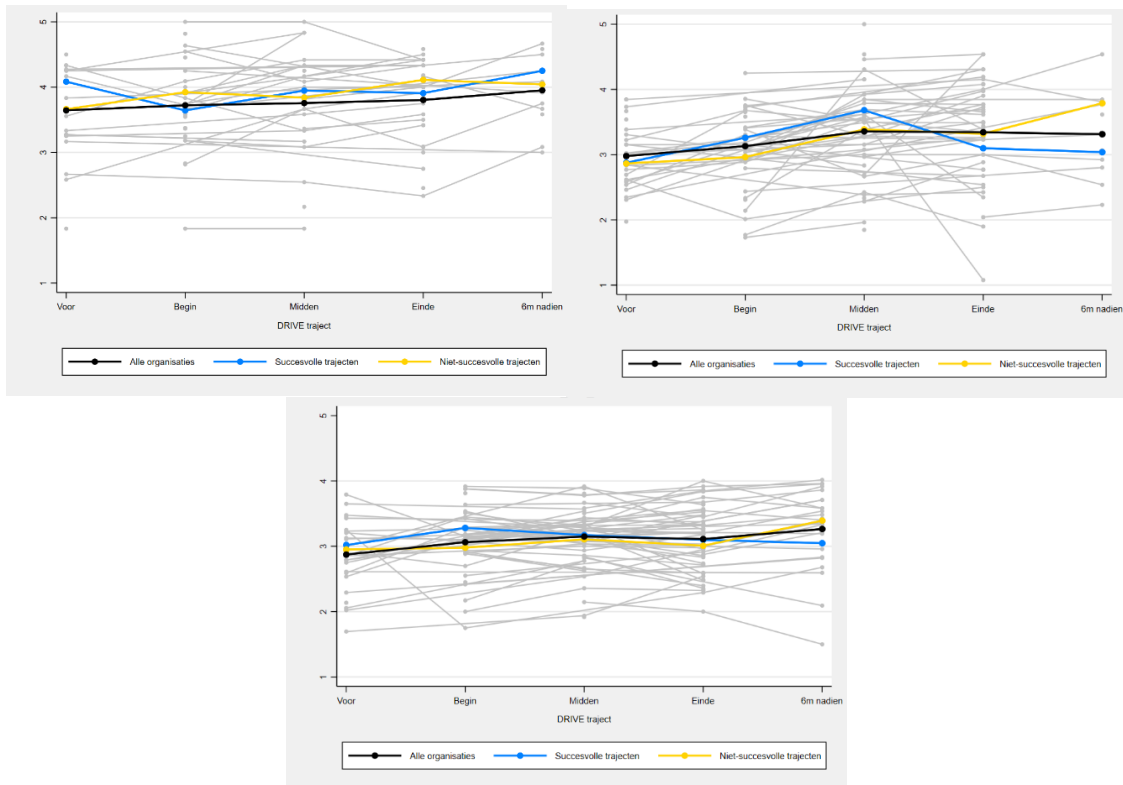 5
4
3
2
1
Voor Begin Midden Einde 6m nadien
DRIVE traject
Alle organisaties Succesvolle trajecten Niet-succesvolle trajecten
5
4
3
2
1
Voor Begin Midden Einde 6m nadien
DRIVE traject
Alle organisaties Succesvolle trajecten Niet-succesvolle trajecten
5
4
3
2
1
Voor Begin Midden Einde 6m nadien
DRIVE traject
Alle organisaties Succesvolle trajecten Niet-succesvolle trajecten